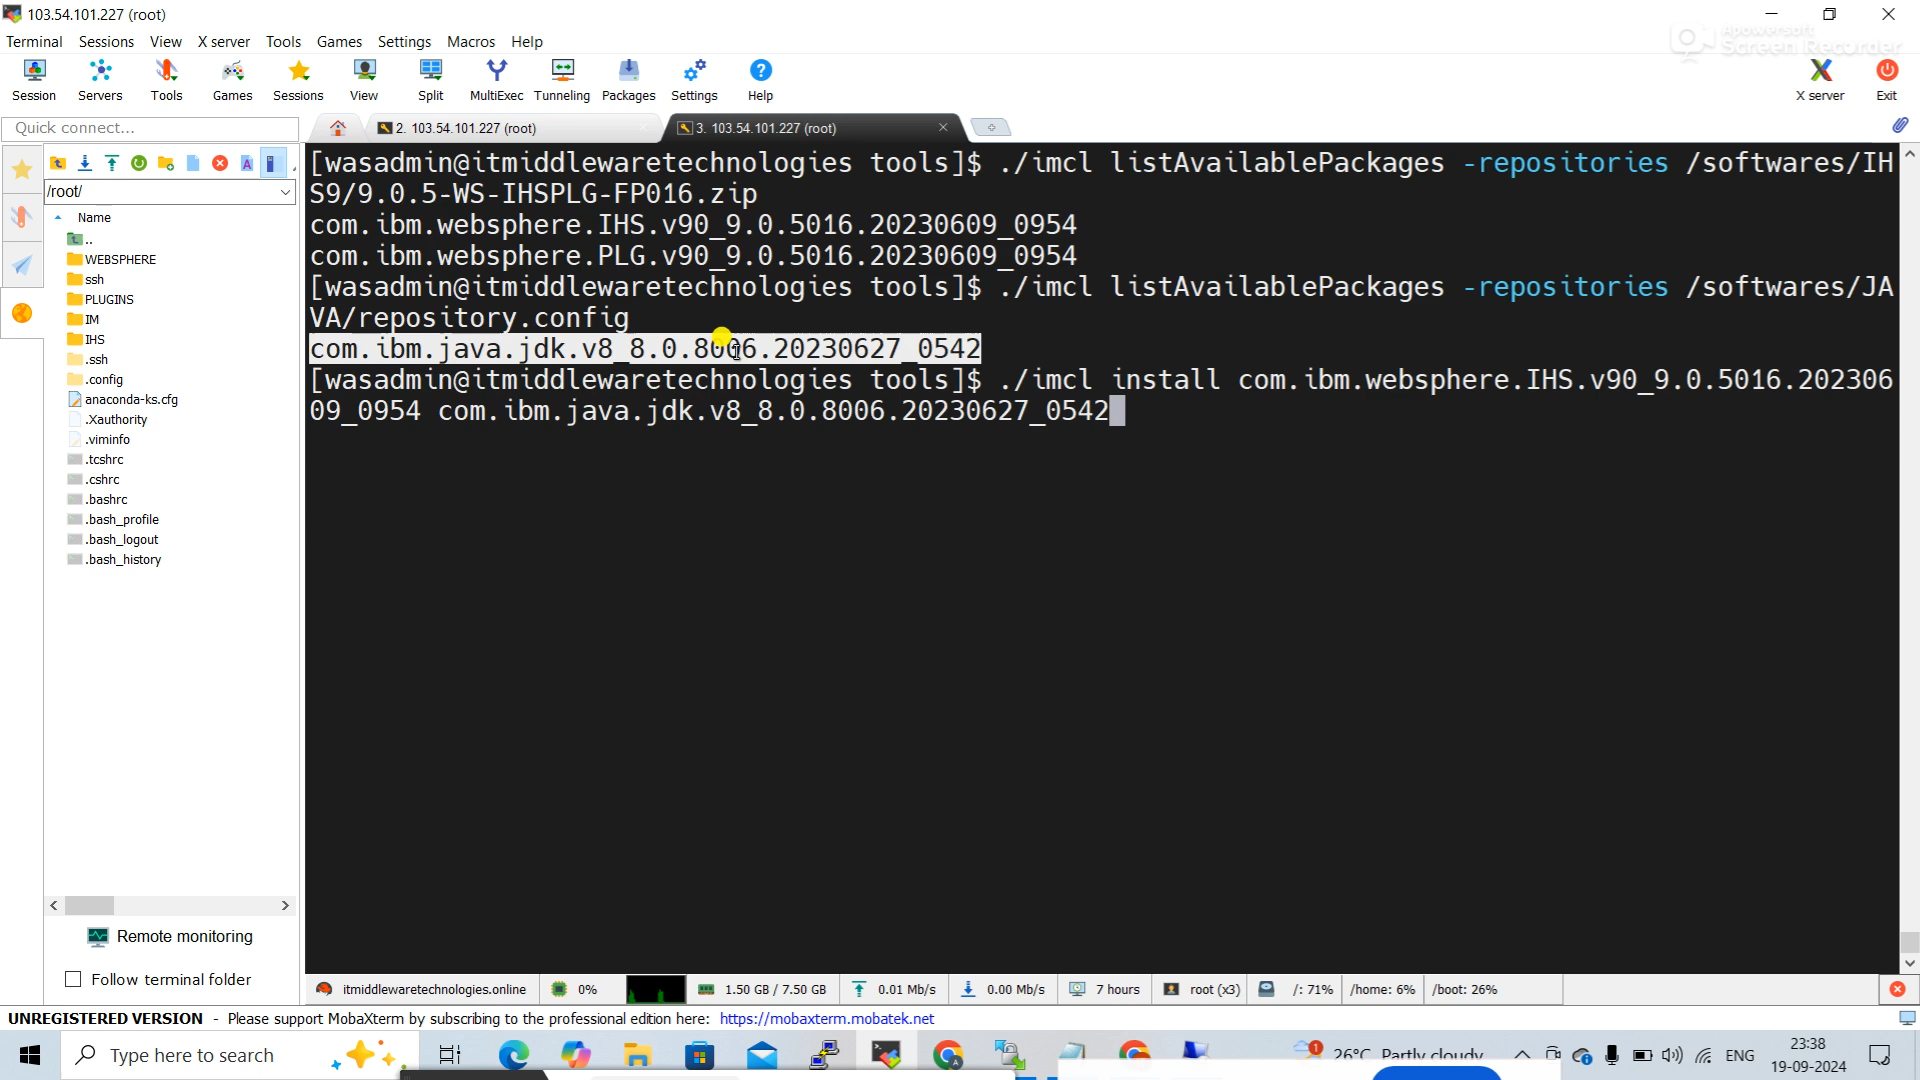 103.54.101.227 (root)
Terminal Sessions View X server Tools Games Settings Macros Help
Apowersoft
Screen Recorder
Session Servers Tools Games Sessions View Split MultiExec Tunneling Packages Settings Help X server Exit
Quick connect...
2. 103.54.101.227 (root)
3. 103.54.101.227 (root)
/root/
Name
..
WEBSPHERE
ssh
PLUGINS
IM
IHS
.ssh
.config
anaconda-ks.cfg
.Xauthority
.viminfo
.tcshrc
.cshrc
.bashrc
.bash_profile
.bash_logout
.bash_history
Remote monitoring
Follow terminal folder
[wasadmin@itmiddlewaretechnologies tools]$ ./imcl listAvailablePackages -repositories /softwares/IH
S9/9.0.5-WS-IHSPLG-FP016.zip
com.ibm.websphere.IHS.v90_9.0.5016.20230609_0954
com.ibm.websphere.PLG.v90_9.0.5016.20230609_0954
[wasadmin@itmiddlewaretechnologies tools]$ ./imcl listAvailablePackages -repositories /softwares/JA
VA/repository.config
com.ibm.java.jdk.v8_8.0.8006.20230627_0542
[wasadmin@itmiddlewaretechnologies tools]$ ./imcl install com.ibm.websphere.IHS.v90_9.0.5016.202306
09_0954 com.ibm.java.jdk.v8_8.0.8006.20230627_0542
itmiddlewaretechnologies.online 0% 1.50 GB / 7.50 GB 0.01 Mb/s 0.00 Mb/s 7 hours root (x3) /: 71% /home: 6% /boot: 26%
UNREGISTERED VERSION - Please support MobaXterm by subscribing to the professional edition here: https://mobaxterm.mobatek.net
Type here to search
26°C Partly cloudy
ENG
23:38
19-09-2024